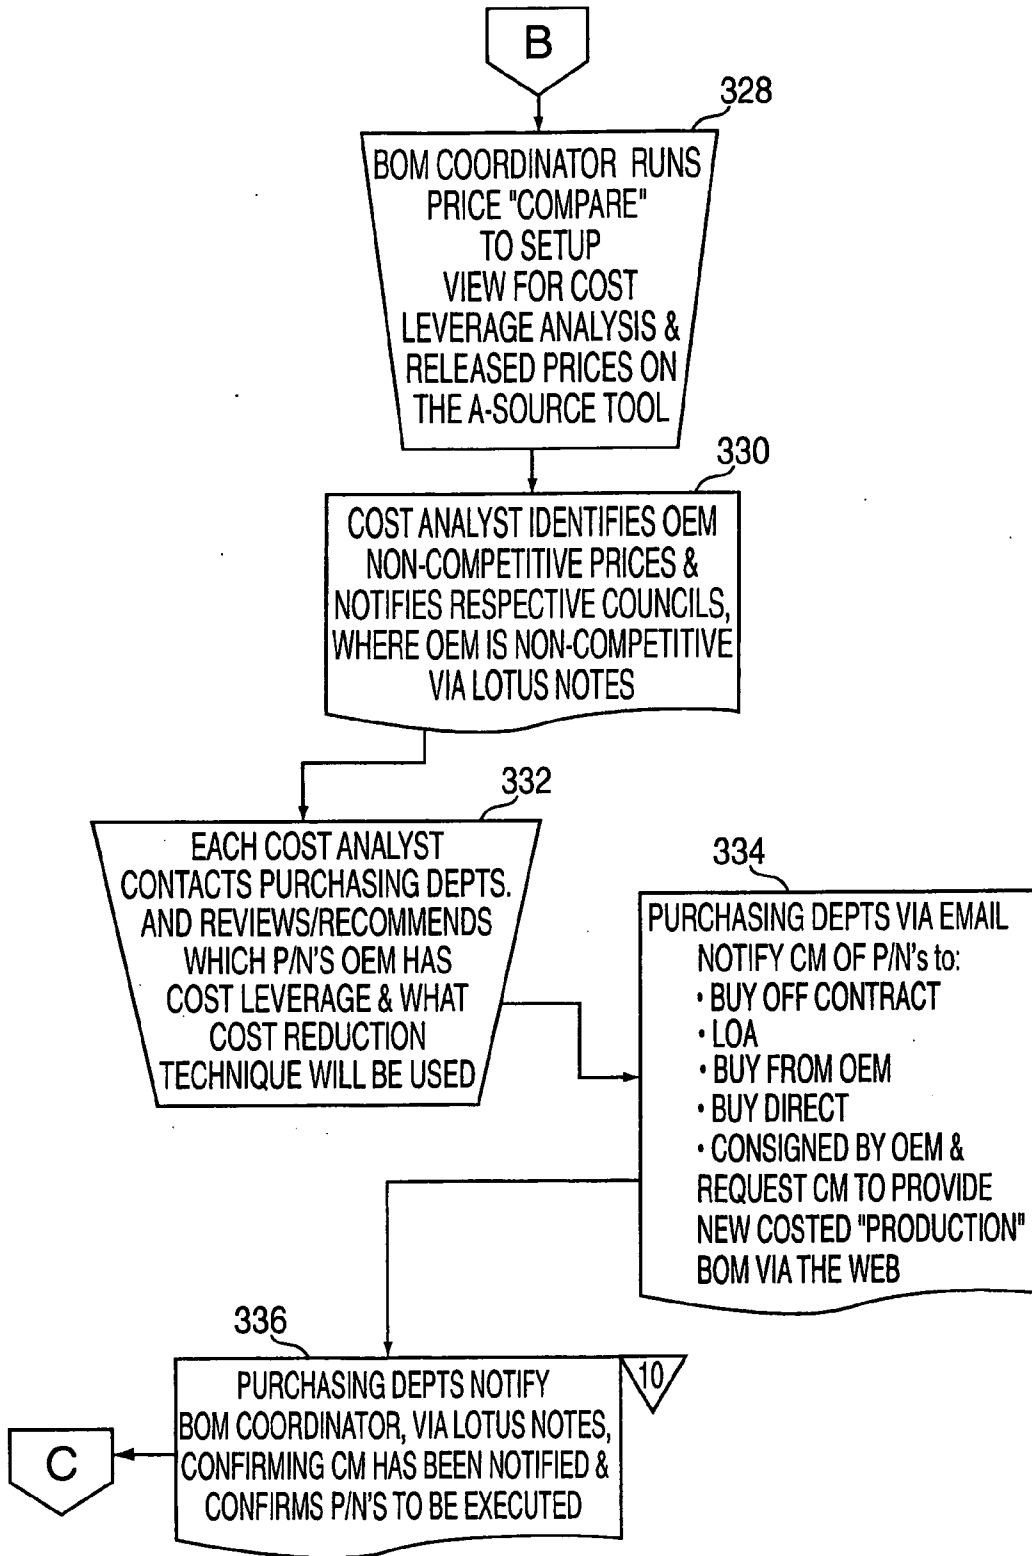 B
328
BOM COORDINATOR RUNS
PRICE "COMPARE"
TO SETUP
VIEW FOR COST
LEVERAGE ANALYSIS &
RELEASED PRICES ON
THE A-SOURCE TOOL
330
COST ANALYST IDENTIFIES OEM
NON-COMPETITIVE PRICES &
NOTIFIES RESPECTIVE COUNCILS,
WHERE OEM IS NON-COMPETITIVE
VIA LOTUS NOTES
332
EACH COST ANALYST
CONTACTS PURCHASING DEPTS.
AND REVIEWS/RECOMMENDS
WHICH P/N'S OEM HAS
COST LEVERAGE & WHAT
COST REDUCTION
TECHNIQUE WILL BE USED
334
PURCHASING DEPTS VIA EMAIL
NOTIFY CM OF P/N's to:
• BUY OFF CONTRACT
• LOA
• BUY FROM OEM
• BUY DIRECT
• CONSIGNED BY OEM &
REQUEST CM TO PROVIDE
NEW COSTED "PRODUCTION"
BOM VIA THE WEB
336
PURCHASING DEPTS NOTIFY
BOM COORDINATOR, VIA LOTUS NOTES,
CONFIRMING CM HAS BEEN NOTIFIED &
CONFIRMS P/N'S TO BE EXECUTED
10
C